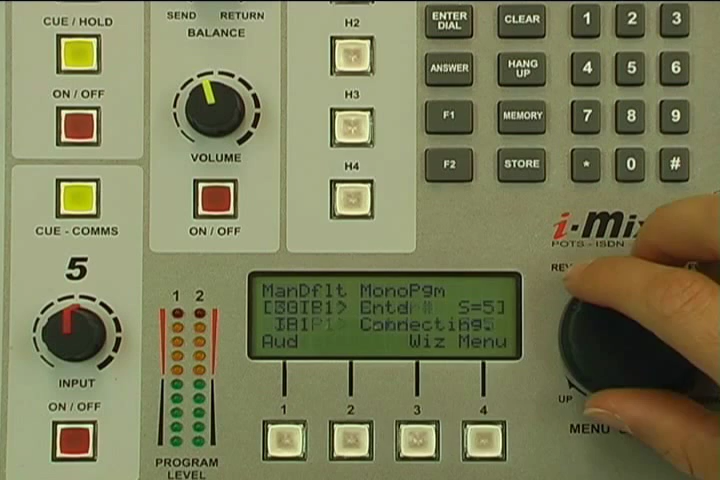 CUE / HOLD
ON / OFF
CUE - COMMS
5
INPUT
ON / OFF
SEND RETURN
BALANCE
VOLUME
ON / OFF
H2
H3
H4
ENTER DIAL
CLEAR
1 2 3
ANSWER
HANG UP
4 5 6
F1
MEMORY
7 8 9
F2
STORE
* 0 #
i-Mix
POTS - ISDN
UP
MENU
1 2
PROGRAM
LEVEL
ManDflt MonoPgm
S=5]
Connecting
Aud Wiz Menu
1 2 3 4